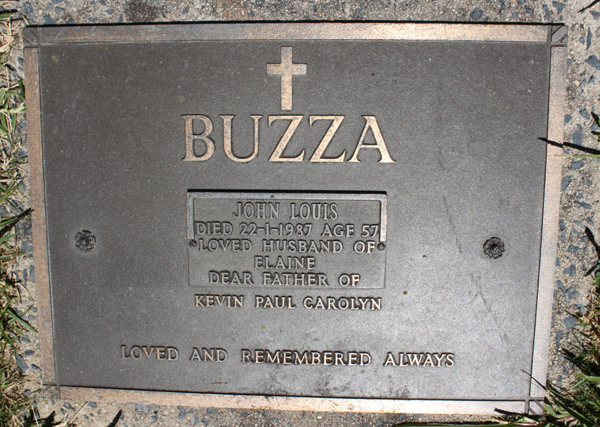 BUZZA
JOHN LOUIS
DIED 22-1-1987 AGE 57
LOVED HUSBAND OF
ELAINE
DEAR FATHER OF
KEVIN PAUL CAROLYN
LOVED AND REMEMBERED ALWAYS